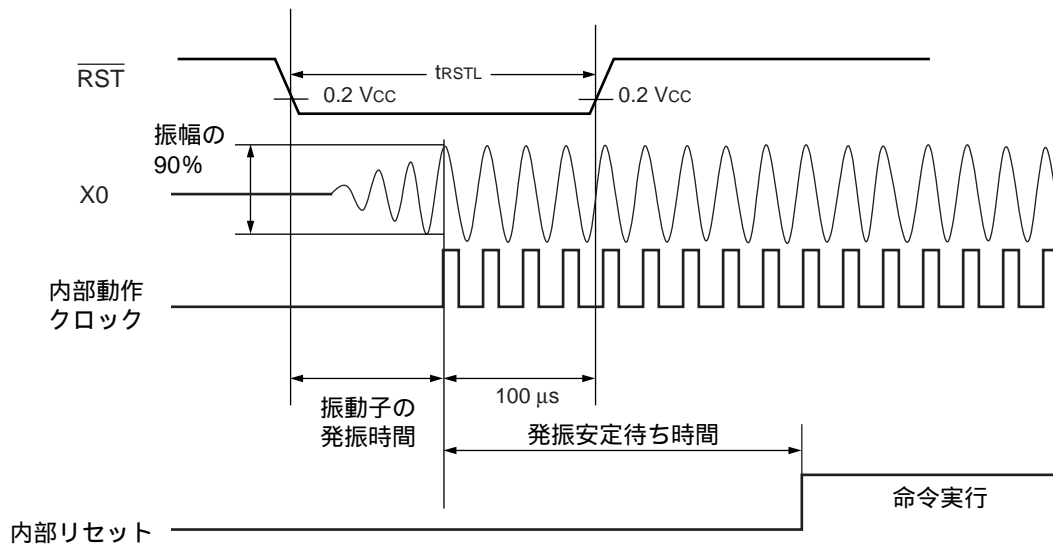 RST
tRSTL
0.2 VCC
0.2 VCC
振幅の
90%
X0
内部動作
クロック
振動子の
発振時間
100 μs
発振安定待ち時間
命令実行
内部リセット